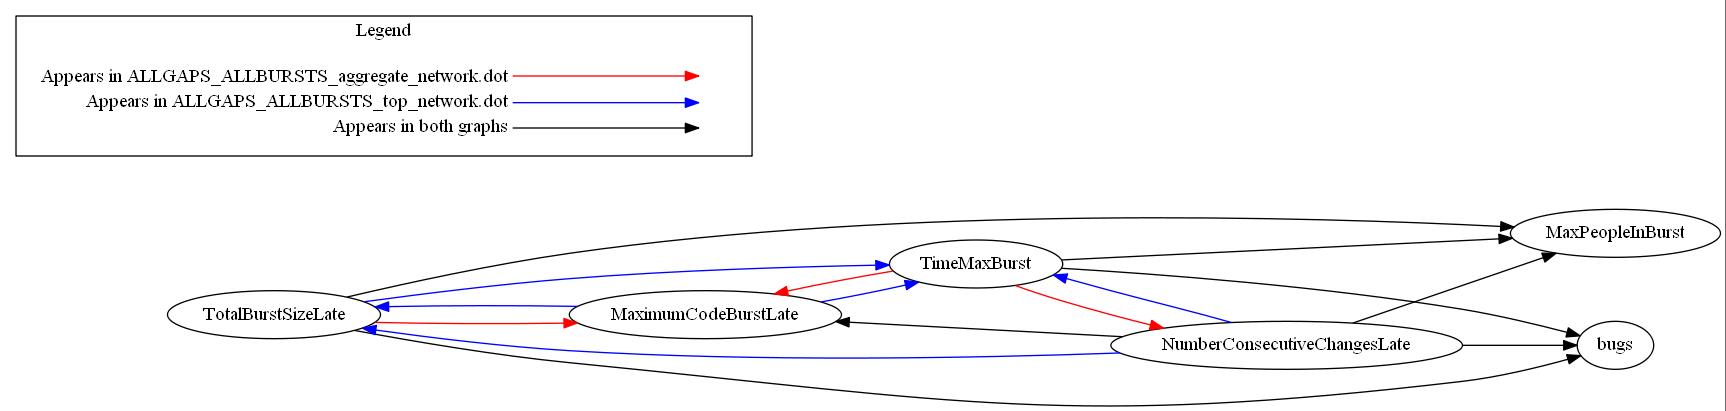 Legend
Appears in ALLGAPS_ALLBURSTS_aggregate_network.dot
Appears in ALLGAPS_ALLBURSTS_top_network.dot
Appears in both graphs
MaxPeopleInBurst
TimeMaxBurst
TotalBurstSizeLate
MaximumCodeBurstLate
NumberConsecutiveChangesLate
bugs